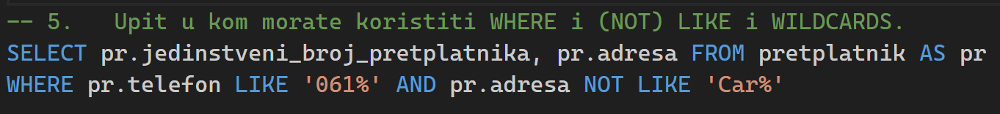 -- 5.   Upit u kom morate koristiti WHERE i (NOT) LIKE i WILDCARDS.
SELECT pr.jedinstveni_broj_pretplatnika, pr.adresa FROM pretplatnik AS pr
WHERE pr.telefon LIKE '061%' AND pr.adresa NOT LIKE 'Car%'